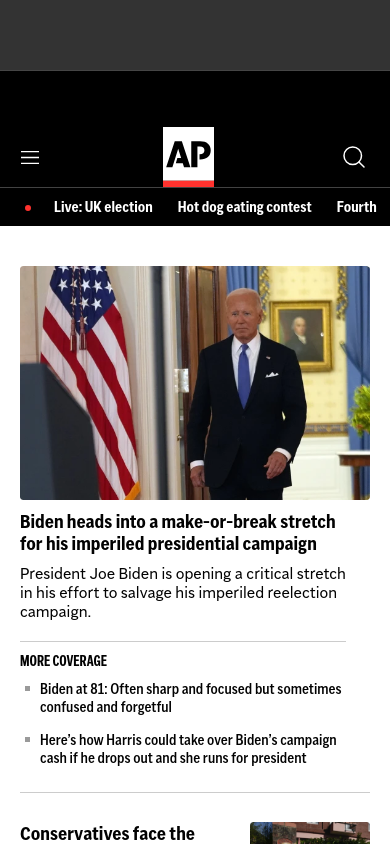 AP
Live: UK election Hot dog eating contest Fourth
Biden heads into a make-or-break stretch
for his imperiled presidential campaign
President Joe Biden is opening a critical stretch
in his effort to salvage his imperiled reelection
campaign.
MORE COVERAGE
Biden at 81: Often sharp and focused but sometimes
confused and forgetful
Here’s how Harris could take over Biden’s campaign
cash if he drops out and she runs for president
Conservatives face the